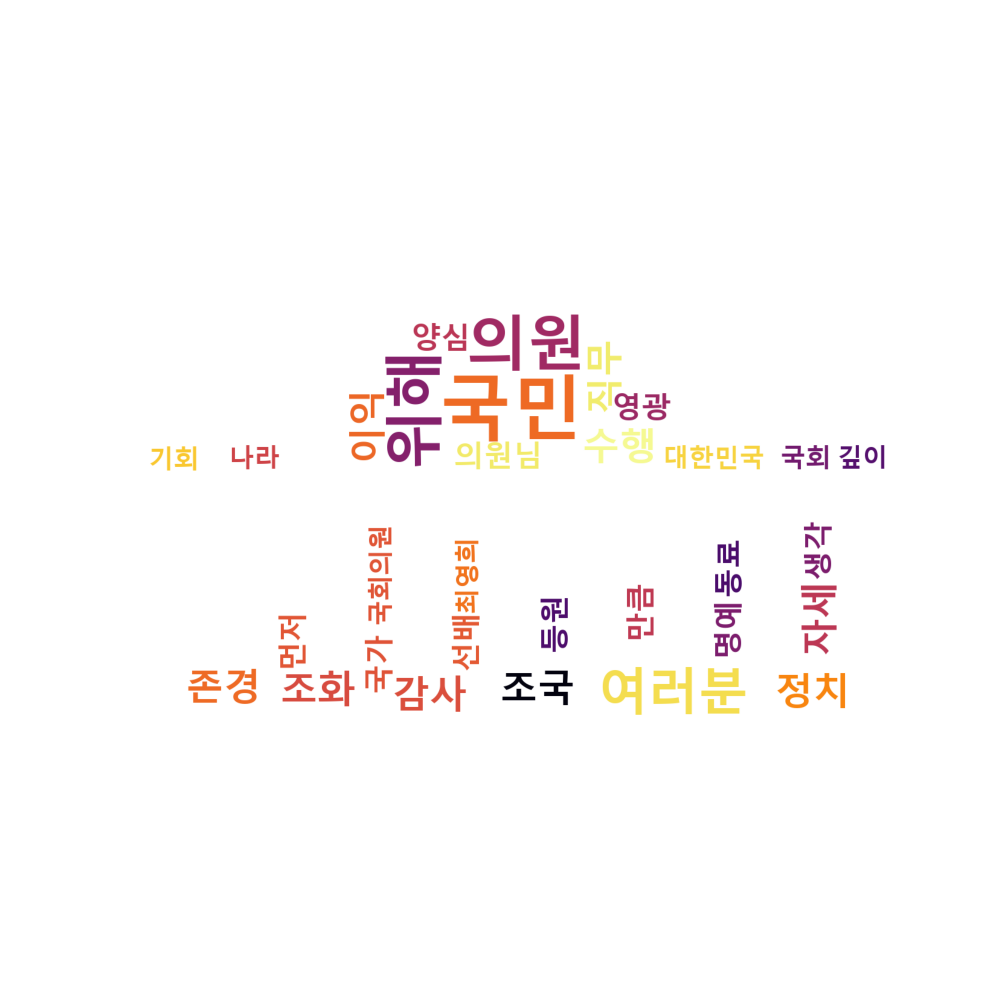 양심
의원
위해
국민
직무
이익
영광
기회
나라
의원님
수행
대한민국
국회
깊이
국회의원
최영희
생각
동료
등원
만큼
명예
자세
먼저
국가
선배
존경
조화
감사
조국
여러분
정치